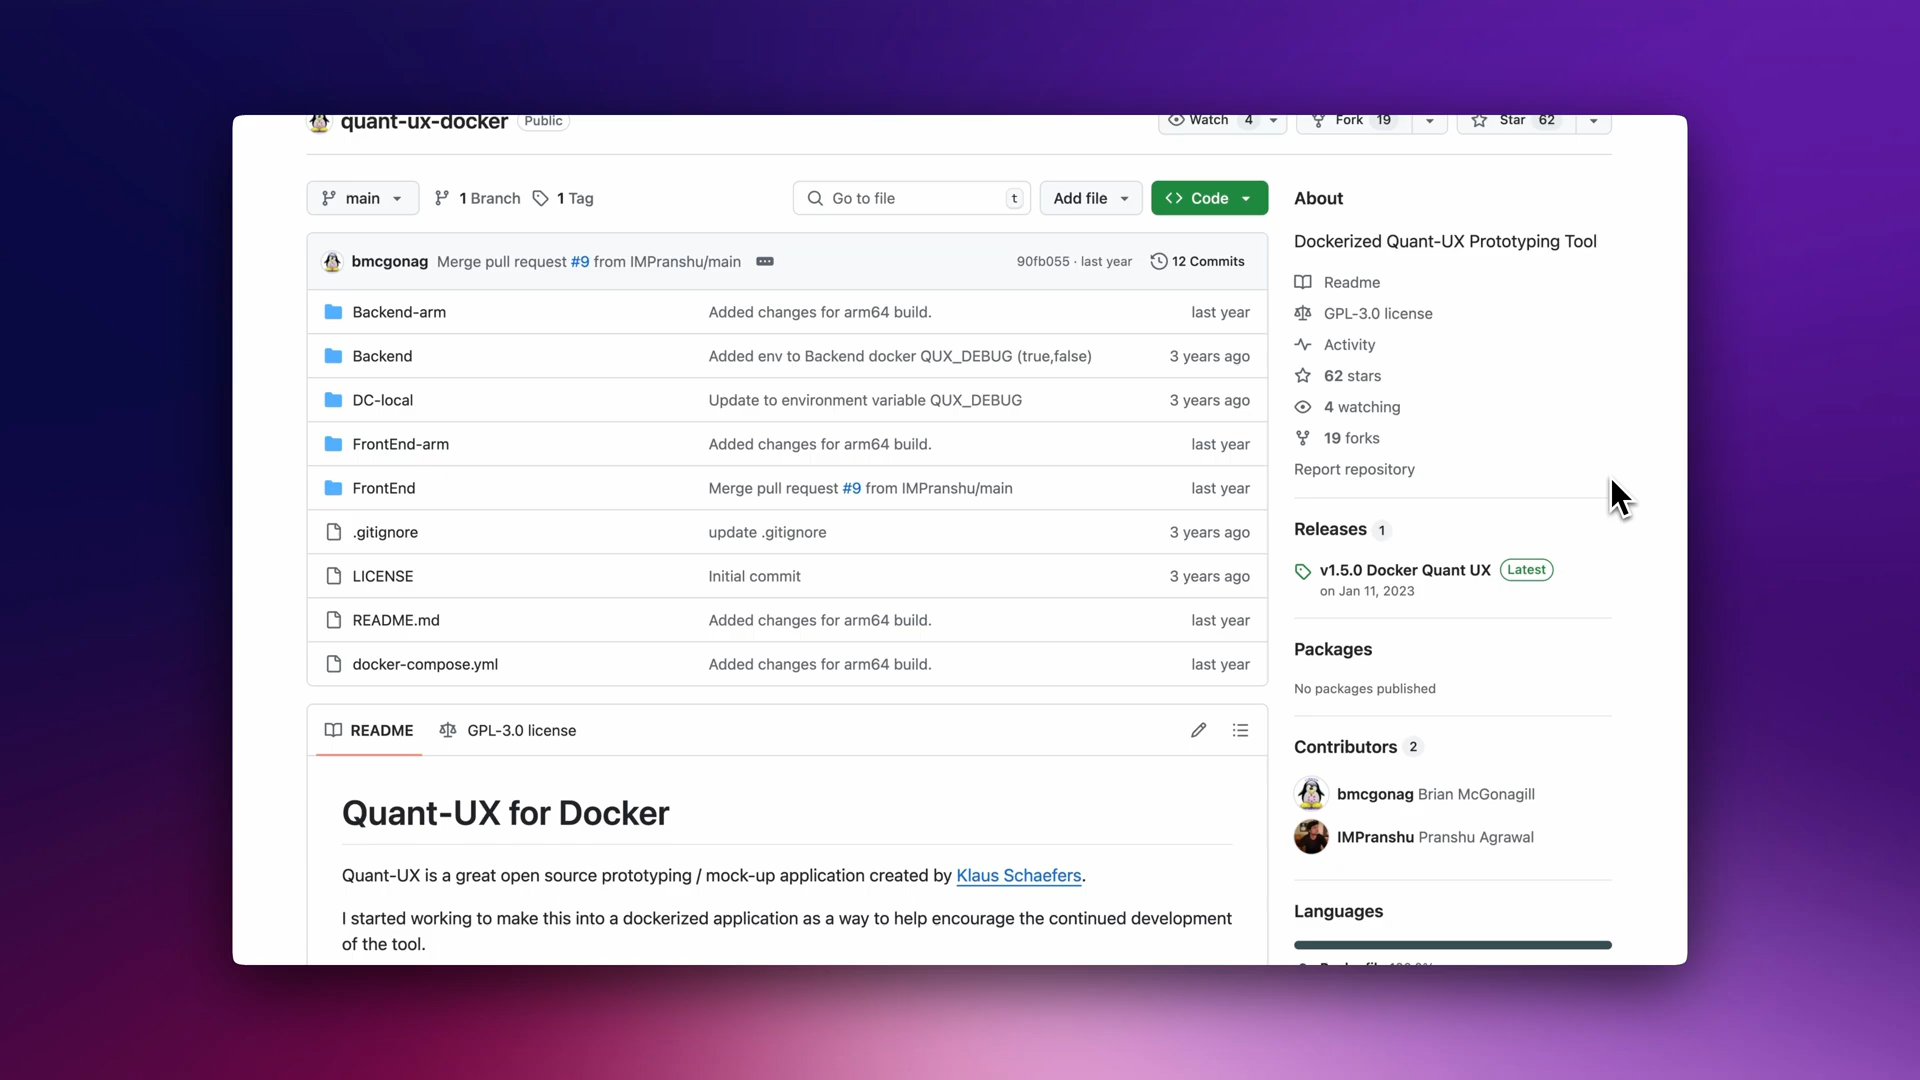 quant-ux-docker Public Watch 4 Fork 19 Star 62
main 1 Branch 1 Tag Go to file t Add file Code
bmcgonag Merge pull request #9 from IMPranshu/main 90fb055 · last year 12 Commits
Backend-arm Added changes for arm64 build. last year
Backend Added env to Backend docker QUX_DEBUG (true,false) 3 years ago
DC-local Update to environment variable QUX_DEBUG 3 years ago
FrontEnd-arm Added changes for arm64 build. last year
FrontEnd Merge pull request #9 from IMPranshu/main last year
.gitignore update .gitignore 3 years ago
LICENSE Initial commit 3 years ago
README.md Added changes for arm64 build. last year
docker-compose.yml Added changes for arm64 build. last year
README GPL-3.0 license
Quant-UX for Docker
Quant-UX is a great open source prototyping / mock-up application created by Klaus Schaefers.
I started working to make this into a dockerized application as a way to help encourage the continued development
of the tool.
About
Dockerized Quant-UX Prototyping Tool
Readme
GPL-3.0 license
Activity
62 stars
4 watching
19 forks
Report repository
Releases 1
v1.5.0 Docker Quant UX Latest
on Jan 11, 2023
Packages
No packages published
Contributors 2
bmcgonag Brian McGonagill
IMPranshu Pranshu Agrawal
Languages